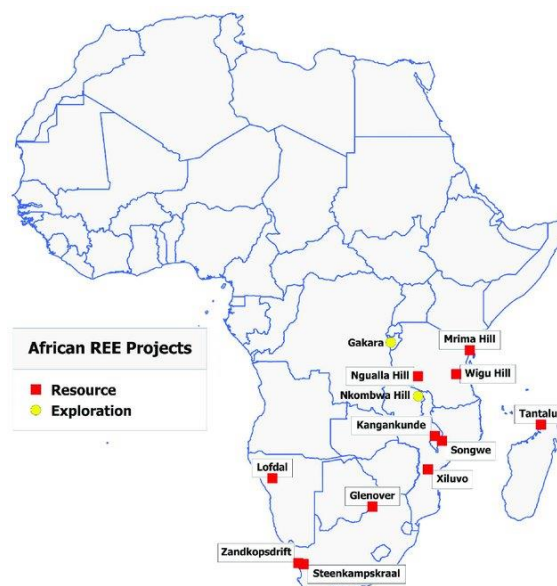 African REE Projects
Resource
Exploration
Gakara
Mrima Hill
Ngualla Hill
Wigu Hill
Nkombwa Hill
Tantalu
Kangankunde
Songwe
Lofdal
Xiluvo
Glenover
Zandkopsdrift
Steenkampskraal